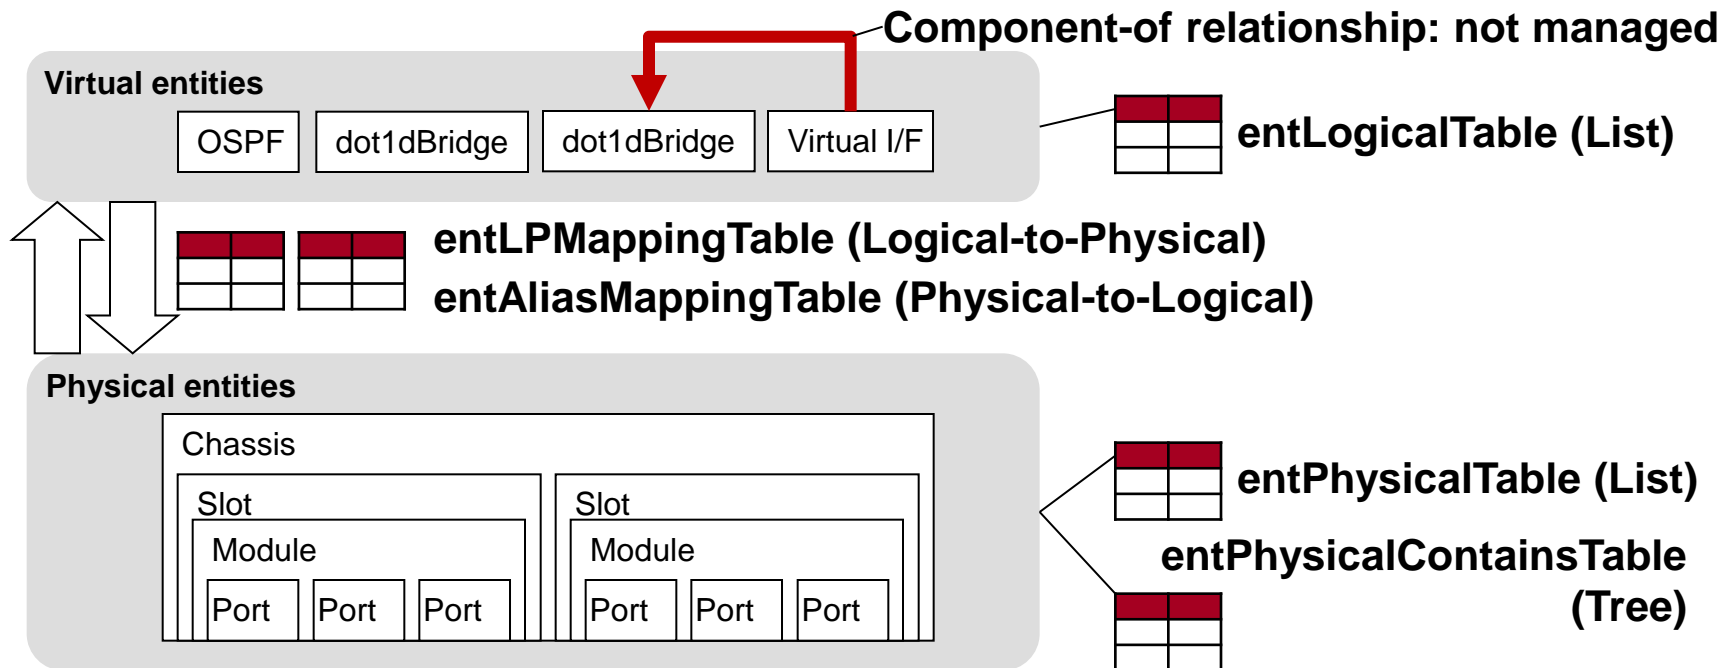 Component-of relationship: not managed
Virtual entities
OSPF
dot1dBridge
dot1dBridge
Virtual I/F
entLogicalTable (List)
entLPMappingTable (Logical-to-Physical)
entAliasMappingTable (Physical-to-Logical)
Physical entities
Chassis
Slot
Slot
Module
Module
Port
Port
Port
Port
Port
Port
entPhysicalTable (List)
entPhysicalContainsTable
(Tree)